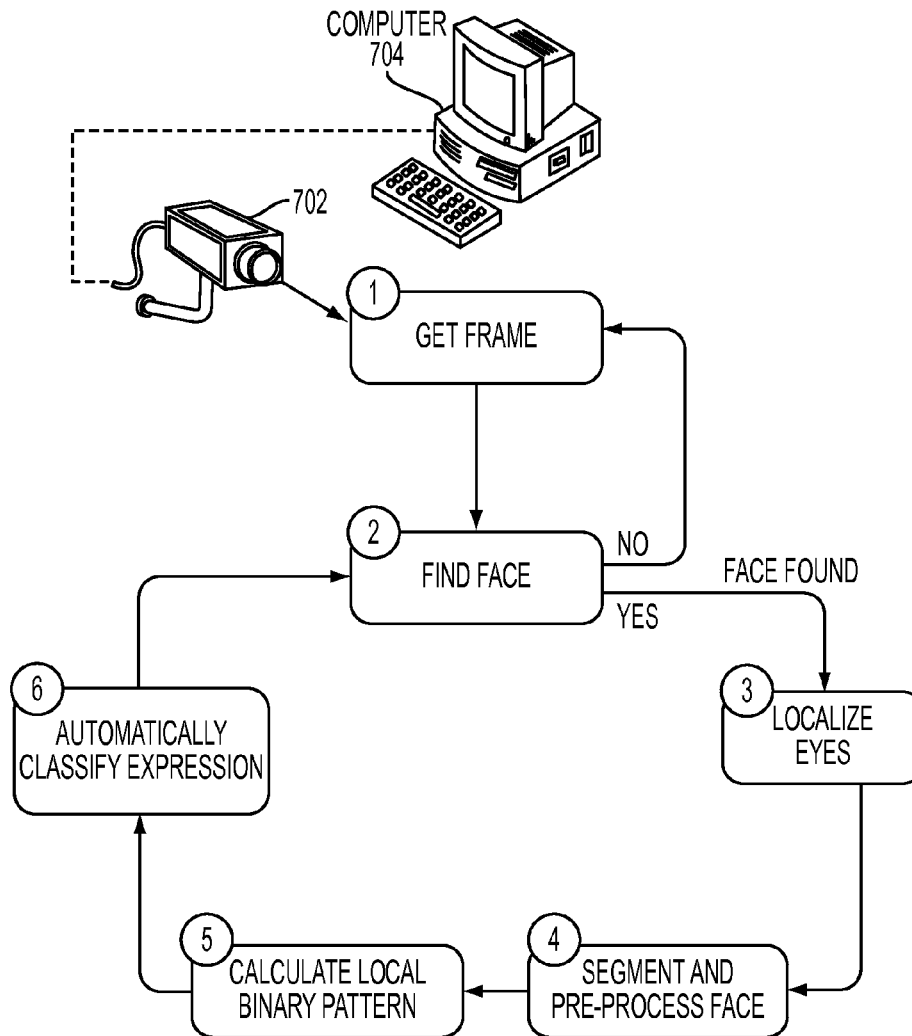 COMPUTER
704
702
1
GET FRAME
2
FIND FACE
NO
YES
FACE FOUND
3
LOCALIZE
EYES
4
SEGMENT AND
PRE-PROCESS FACE
5
CALCULATE LOCAL
BINARY PATTERN
6
AUTOMATICALLY
CLASSIFY EXPRESSION